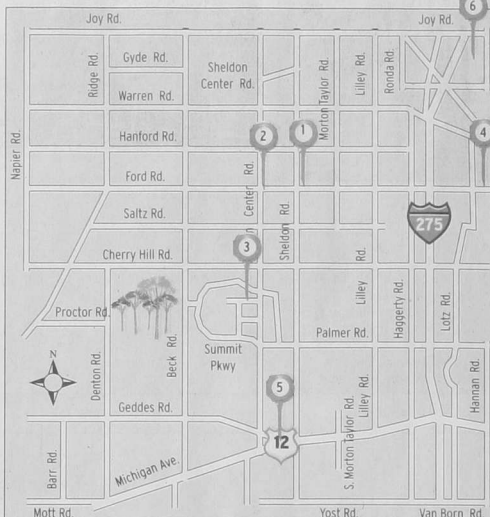 6
Joy Rd.
Joy Rd.
Gyde Rd.
Ridge Rd.
Sheldon
Center Rd.
Morton Taylor Rd.
Lilley Rd.
Ronda Rd.
Warren Rd.
Napier Rd.
Hanford Rd.
2
1
4
Ford Rd.
Center Rd.
Saltz Rd.
Sheldon Rd.
275
Cherry Hill Rd.
3
Lilley Rd.
Haggerty Rd.
Lotz Rd.
Proctor Rd.
Beck Rd.
Palmer Rd.
Summit
Pkwy
N
Denton Rd.
Hannan Rd.
5
Geddes Rd.
S. Morton Taylor Rd.
Lilley Rd.
12
Barr Rd.
Michigan Ave.
Mott Rd.
Yost Rd.
Van Born Rd.